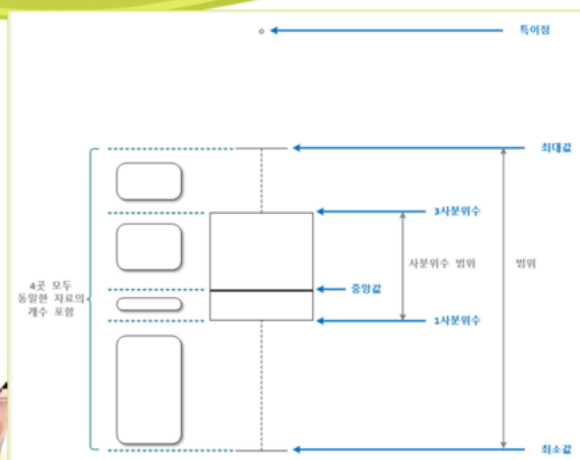 특이점
최대값
3사분위수
사분위수 범위
범위
4곳 모두
동일한 자료의
개수 포함
중앙값
1사분위수
최소값